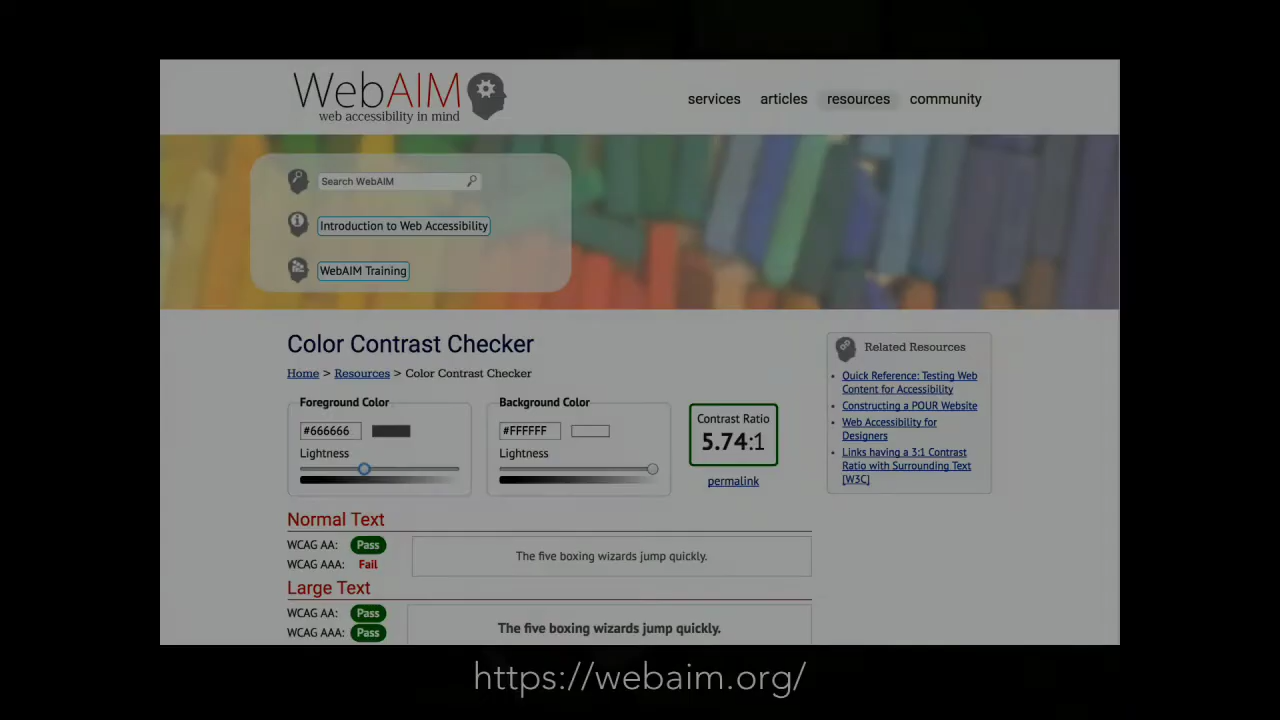 WebAIM
web accessibility in mind
services articles resources community
Search WebAIM
Introduction to Web Accessibility
WebAIM Training
Color Contrast Checker
Home > Resources > Color Contrast Checker
Foreground Color
#666666
Lightness
Background Color
#FFFFFF
Lightness
Contrast Ratio
5.74:1
permalink
Normal Text
WCAG AA: Pass
WCAG AAA: Fail
The five boxing wizards jump quickly.
Large Text
WCAG AA: Pass
WCAG AAA: Pass
The five boxing wizards jump quickly.
Related Resources
• Quick Reference: Testing Web
Content for Accessibility
• Constructing a POUR Website
• Web Accessibility for
Designers
• Links having a 3:1 Contrast
Ratio with Surrounding Text
[W3C]
https://webaim.org/